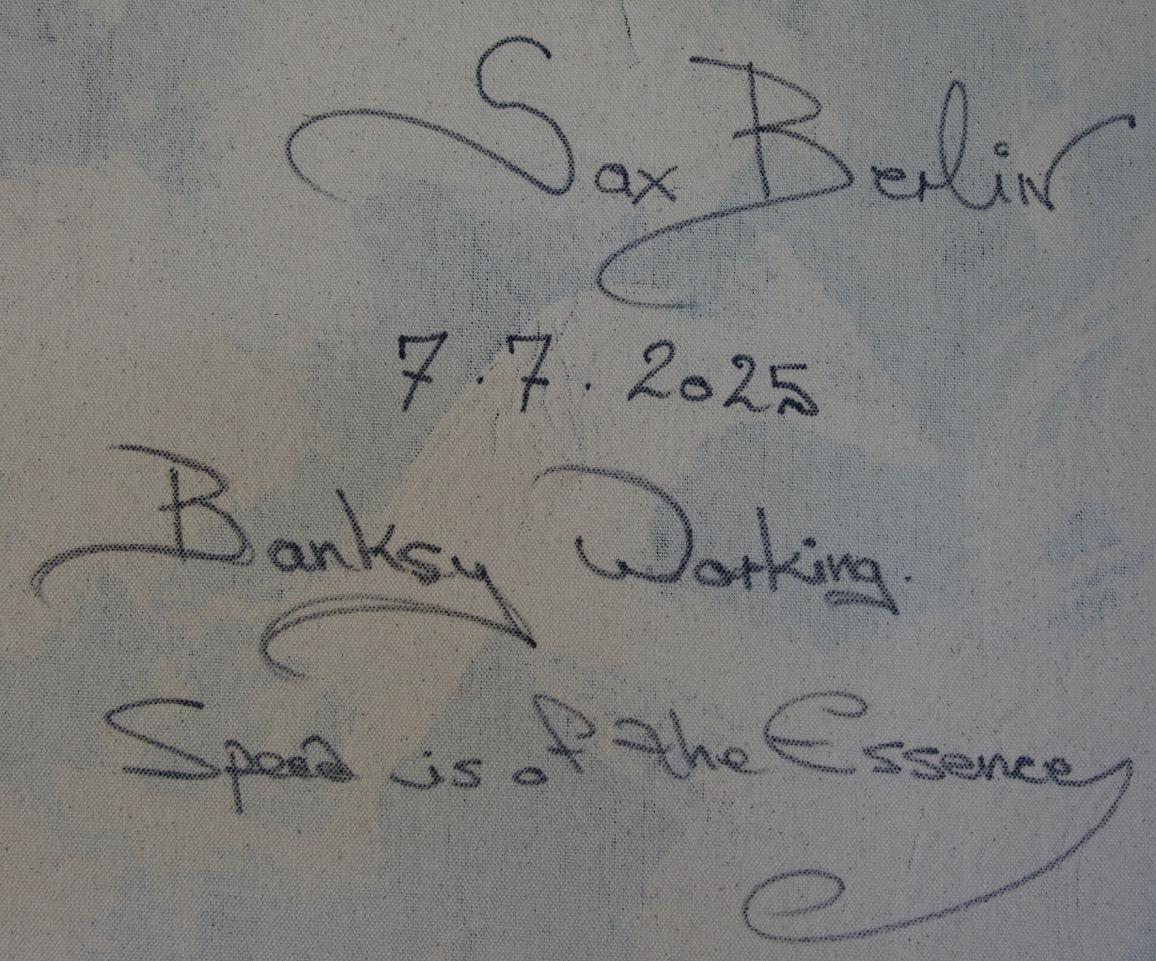 Sax Berlin
7.7.2025
Banksy Working.
Speed is of the Essence